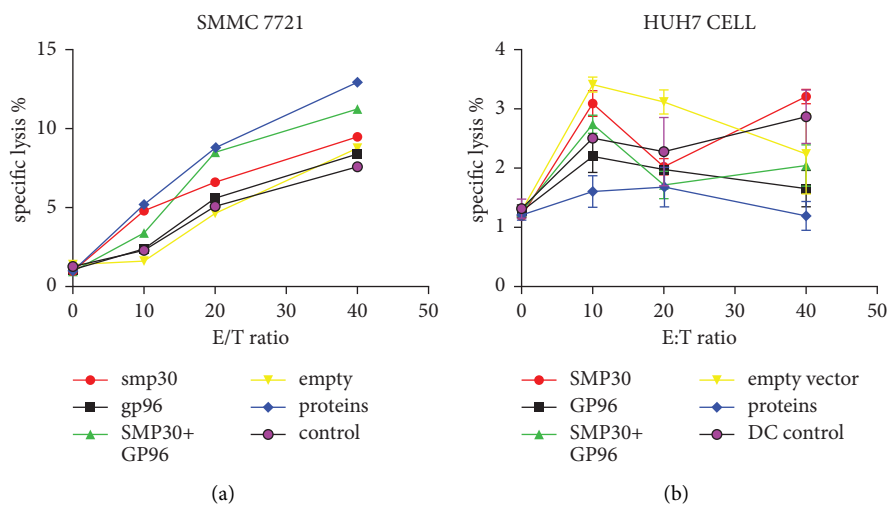 SMMC 7721
15
10
5
0
specific lysis %
0 10 20 30 40 50
E/T ratio
smp30
gp96
SMP30+
GP96
empty
proteins
control
(a)
HUH7 CELL
4
3
2
1
0
specific lysis %
0 10 20 30 40 50
E:T ratio
SMP30
GP96
SMP30+
GP96
empty vector
proteins
DC control
(b)